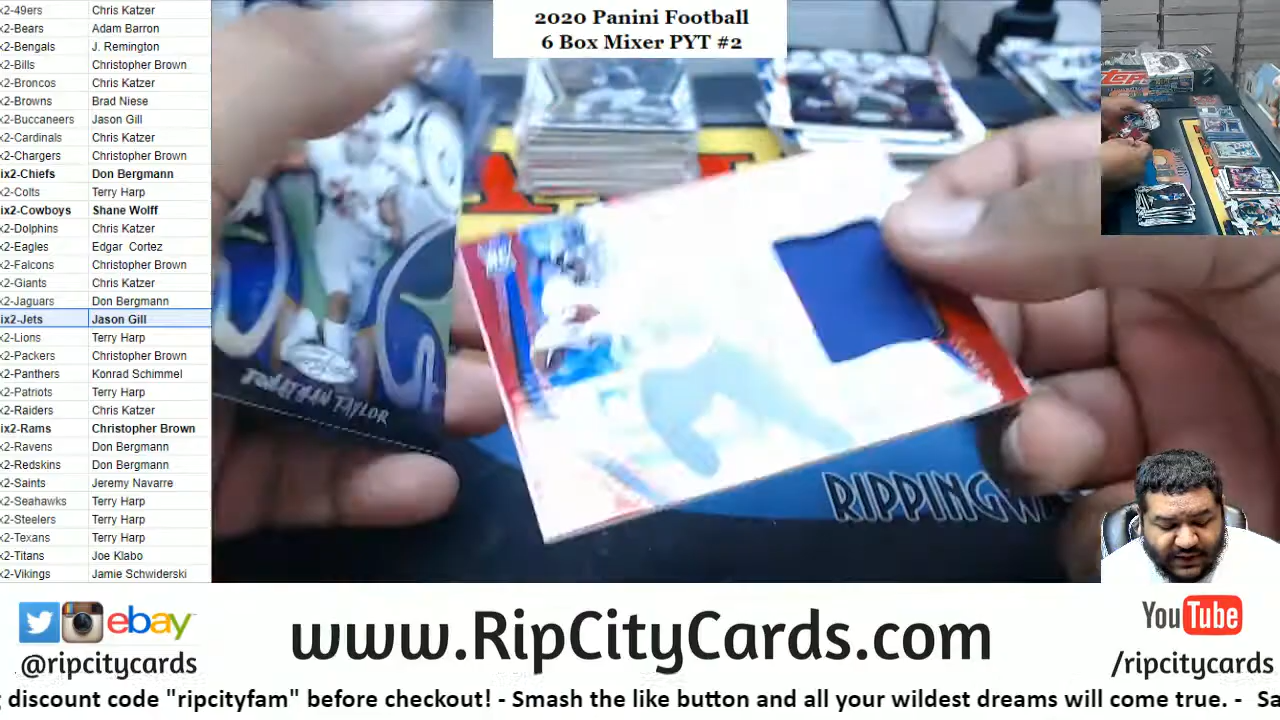 x2-49ers Chris Katzer
x2-Bears Adam Barron
x2-Bengals J. Remington
x2-Bills Christopher Brown
x2-Broncos Chris Katzer
x2-Browns Brad Niese
x2-Buccaneers Jason Gill
x2-Cardinals Chris Katzer
x2-Chargers Christopher Brown
ix2-Chiefs Don Bergmann
x2-Colts Terry Harp
ix2-Cowboys Shane Wolff
x2-Dolphins Chris Katzer
x2-Eagles Edgar Cortez
x2-Falcons Christopher Brown
x2-Giants Chris Katzer
x2-Jaguars Don Bergmann
ix2-Jets Jason Gill
x2-Lions Terry Harp
x2-Packers Christopher Brown
x2-Panthers Konrad Schimmel
x2-Patriots Terry Harp
x2-Raiders Chris Katzer
ix2-Rams Christopher Brown
x2-Ravens Don Bergmann
x2-Redskins Don Bergmann
x2-Saints Jeremy Navarre
x2-Seahawks Terry Harp
x2-Steelers Terry Harp
x2-Texans Terry Harp
x2-Titans Joe Klabo
x2-Vikings Jamie Schwiderski
2020 Panini Football
6 Box Mixer PYT #2
JONATHAN TAYLOR
RIPPINGW
ebay
@ripcitycards
www.RipCityCards.com
YouTube
/ripcitycards
discount code "ripcityfam" before checkout! - Smash the like button and all your wildest dreams will come true. - Sa